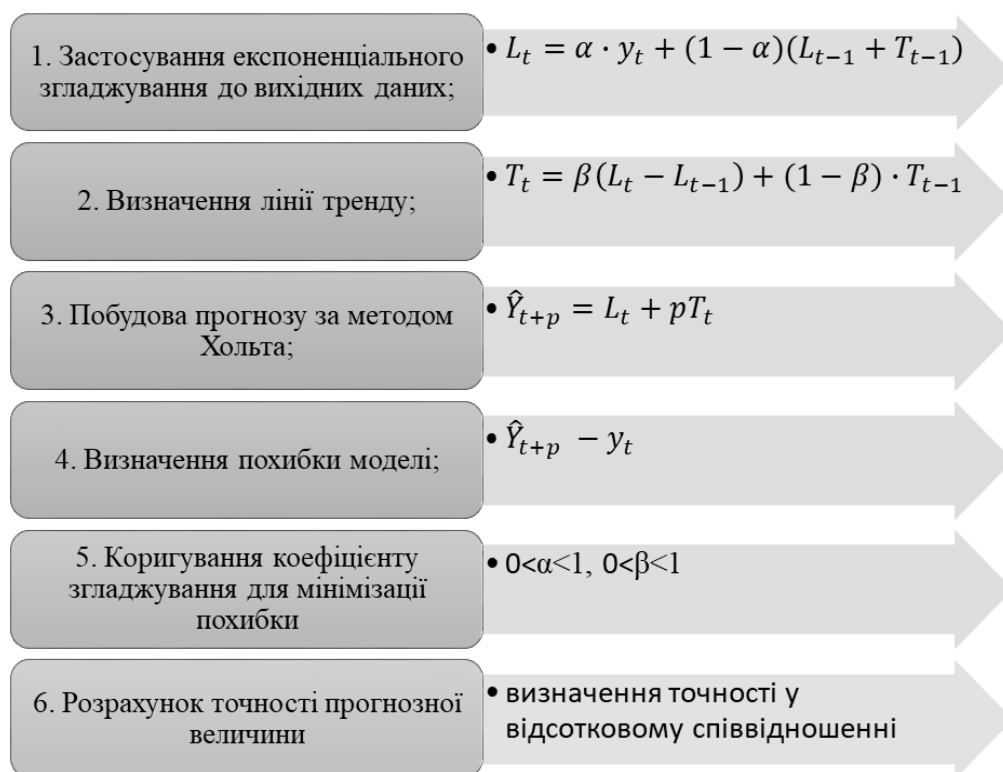 1. Застосування експоненціального
згладжування до вихідних даних;
• L_t = α · y_t + (1 − α)(L_{t−1} + T_{t−1})
2. Визначення лінії тренду;
• T_t = β(L_t − L_{t−1}) + (1 − β) · T_{t−1}
3. Побудова прогнозу за методом
Хольта;
• Ŷ_{t+p} = L_t + pT_t
4. Визначення похибки моделі;
• Ŷ_{t+p} − y_t
5. Коригування коефіцієнту
згладжування для мінімізації
похибки
• 0<α<1, 0<β<1
6. Розрахунок точності прогнозної
величини
• визначення точності у
відсотковому співвідношенні